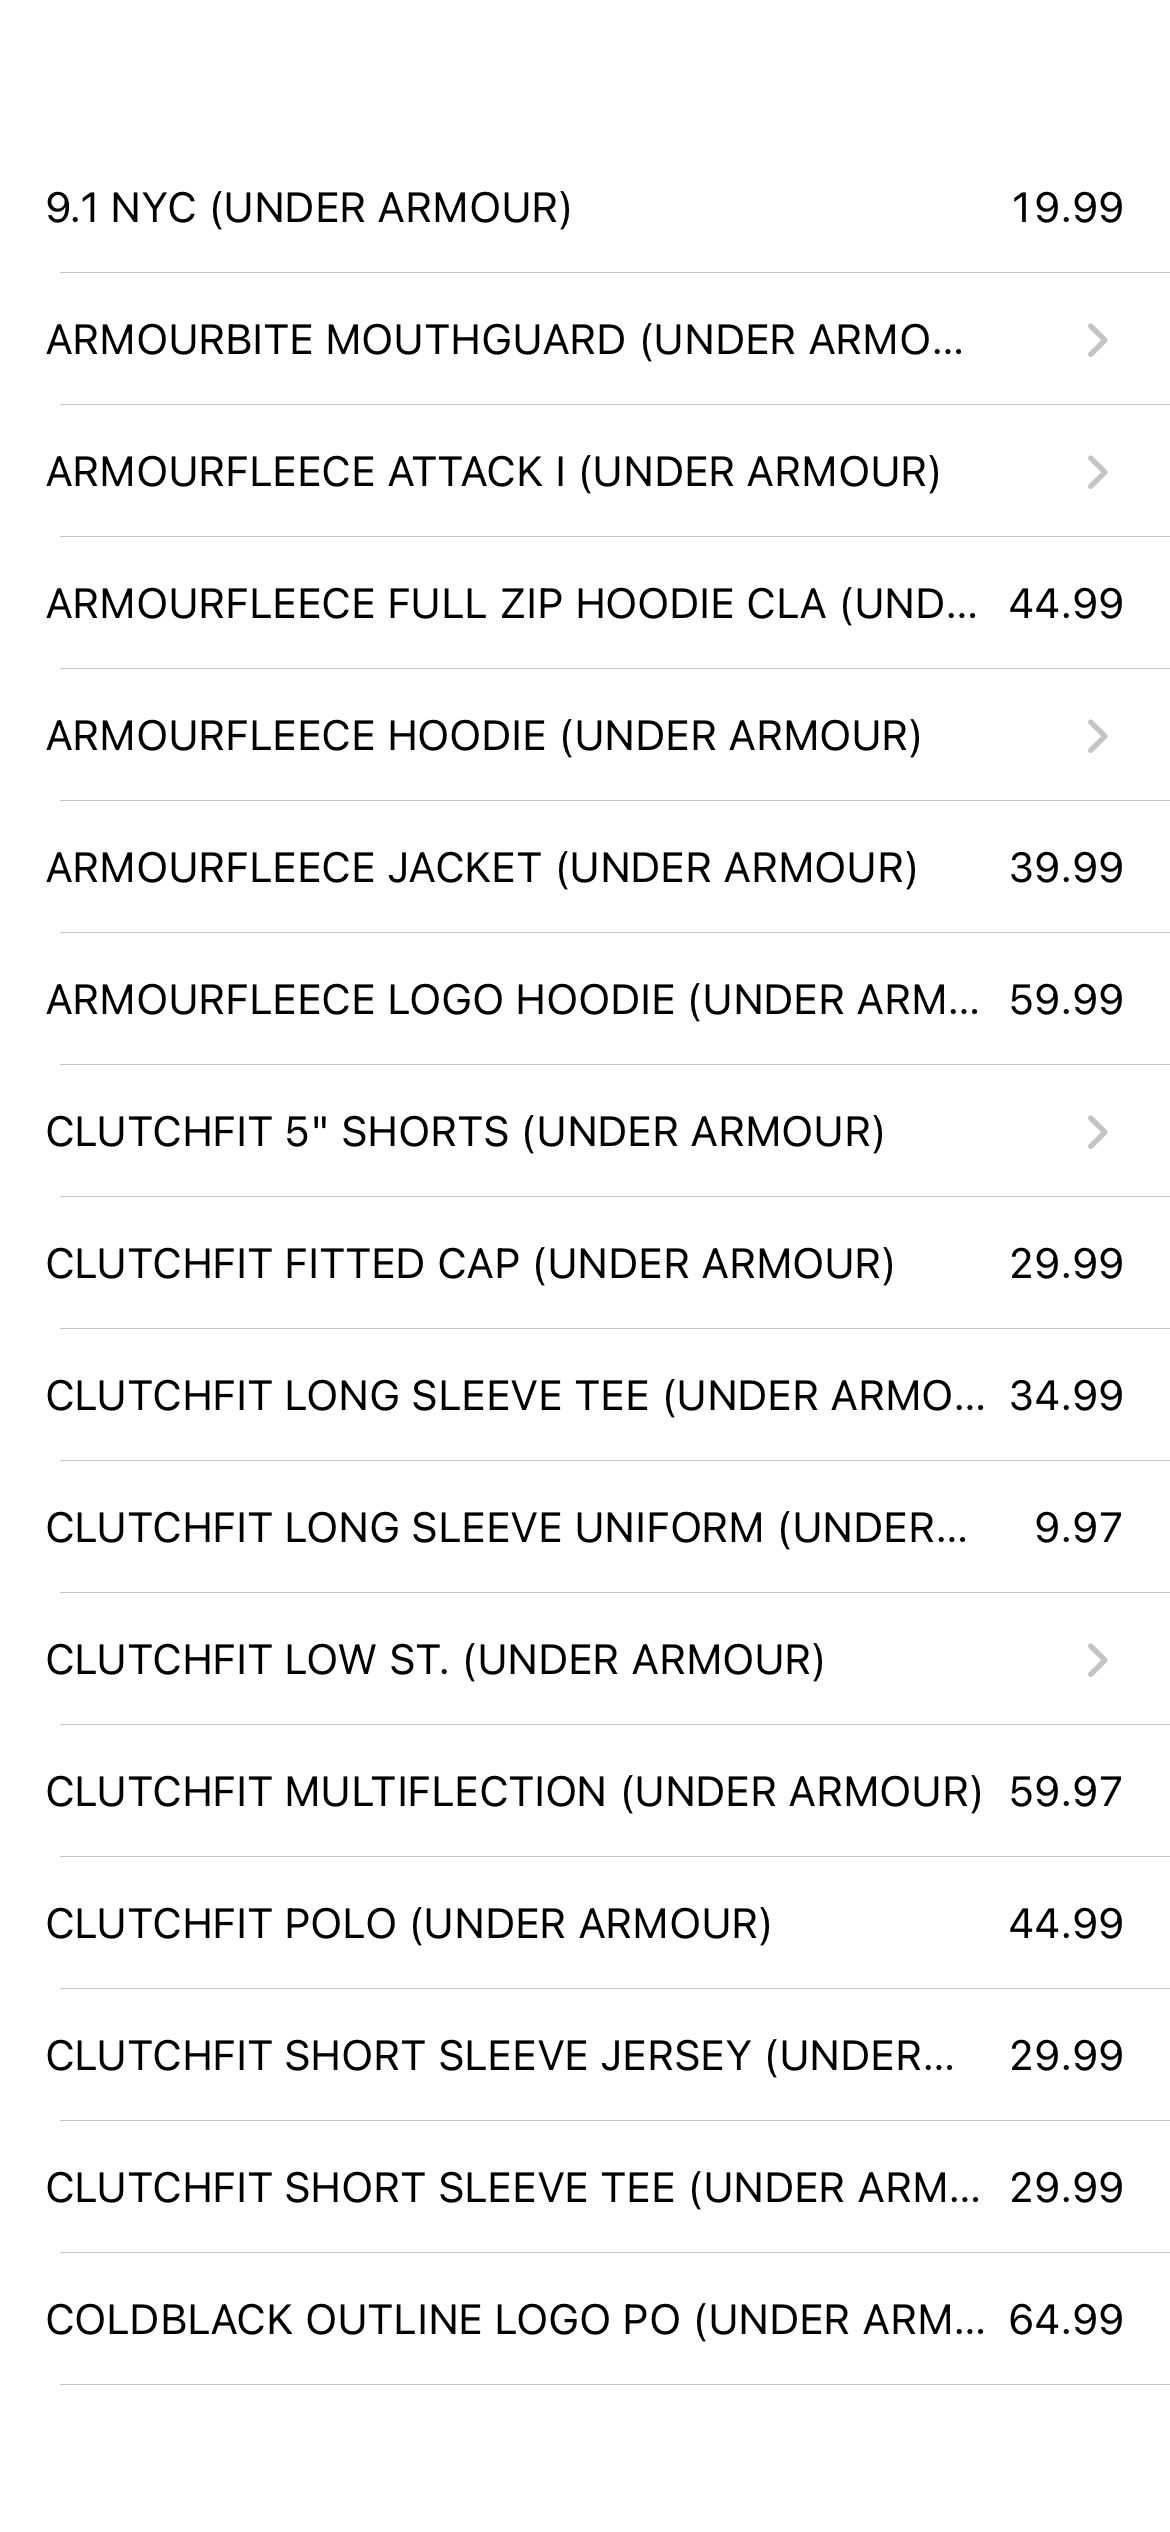 9.1 NYC (UNDER ARMOUR) 19.99
ARMOURBITE MOUTHGUARD (UNDER ARMO...
ARMOURFLEECE ATTACK I (UNDER ARMOUR)
ARMOURFLEECE FULL ZIP HOODIE CLA (UND... 44.99
ARMOURFLEECE HOODIE (UNDER ARMOUR)
ARMOURFLEECE JACKET (UNDER ARMOUR) 39.99
ARMOURFLEECE LOGO HOODIE (UNDER ARM... 59.99
CLUTCHFIT 5" SHORTS (UNDER ARMOUR)
CLUTCHFIT FITTED CAP (UNDER ARMOUR) 29.99
CLUTCHFIT LONG SLEEVE TEE (UNDER ARMO... 34.99
CLUTCHFIT LONG SLEEVE UNIFORM (UNDER... 9.97
CLUTCHFIT LOW ST. (UNDER ARMOUR)
CLUTCHFIT MULTIFLECTION (UNDER ARMOUR) 59.97
CLUTCHFIT POLO (UNDER ARMOUR) 44.99
CLUTCHFIT SHORT SLEEVE JERSEY (UNDER... 29.99
CLUTCHFIT SHORT SLEEVE TEE (UNDER ARM... 29.99
COLDBLACK OUTLINE LOGO PO (UNDER ARM... 64.99